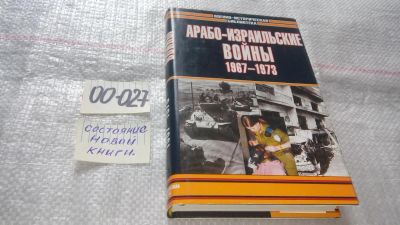 ВОЕННО-ИСТОРИЧЕСКАЯ
БИБЛИОТЕКА
АРАБО-ИЗРАИЛЬСКИЕ
ВОЙНЫ
1967–1973
00-027
состояние
новой
книги.